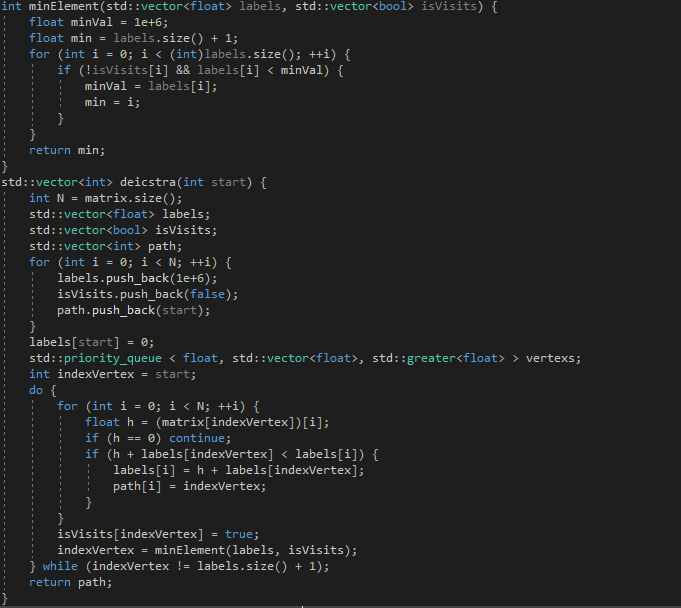 int minElement(std::vector<float> labels, std::vector<bool> isVisits) {
    float minVal = 1e+6;
    float min = labels.size() + 1;
    for (int i = 0; i < (int)labels.size(); ++i) {
        if (!isVisits[i] && labels[i] < minVal) {
            minVal = labels[i];
            min = i;
        }
    }
    return min;
}
std::vector<int> deicstra(int start) {
    int N = matrix.size();
    std::vector<float> labels;
    std::vector<bool> isVisits;
    std::vector<int> path;
    for (int i = 0; i < N; ++i) {
        labels.push_back(1e+6);
        isVisits.push_back(false);
        path.push_back(start);
    }
    labels[start] = 0;
    std::priority_queue < float, std::vector<float>, std::greater<float> > vertexs;
    int indexVertex = start;
    do {
        for (int i = 0; i < N; ++i) {
            float h = (matrix[indexVertex])[i];
            if (h == 0) continue;
            if (h + labels[indexVertex] < labels[i]) {
                labels[i] = h + labels[indexVertex];
                path[i] = indexVertex;
            }
        }
        isVisits[indexVertex] = true;
        indexVertex = minElement(labels, isVisits);
    } while (indexVertex != labels.size() + 1);
    return path;
}